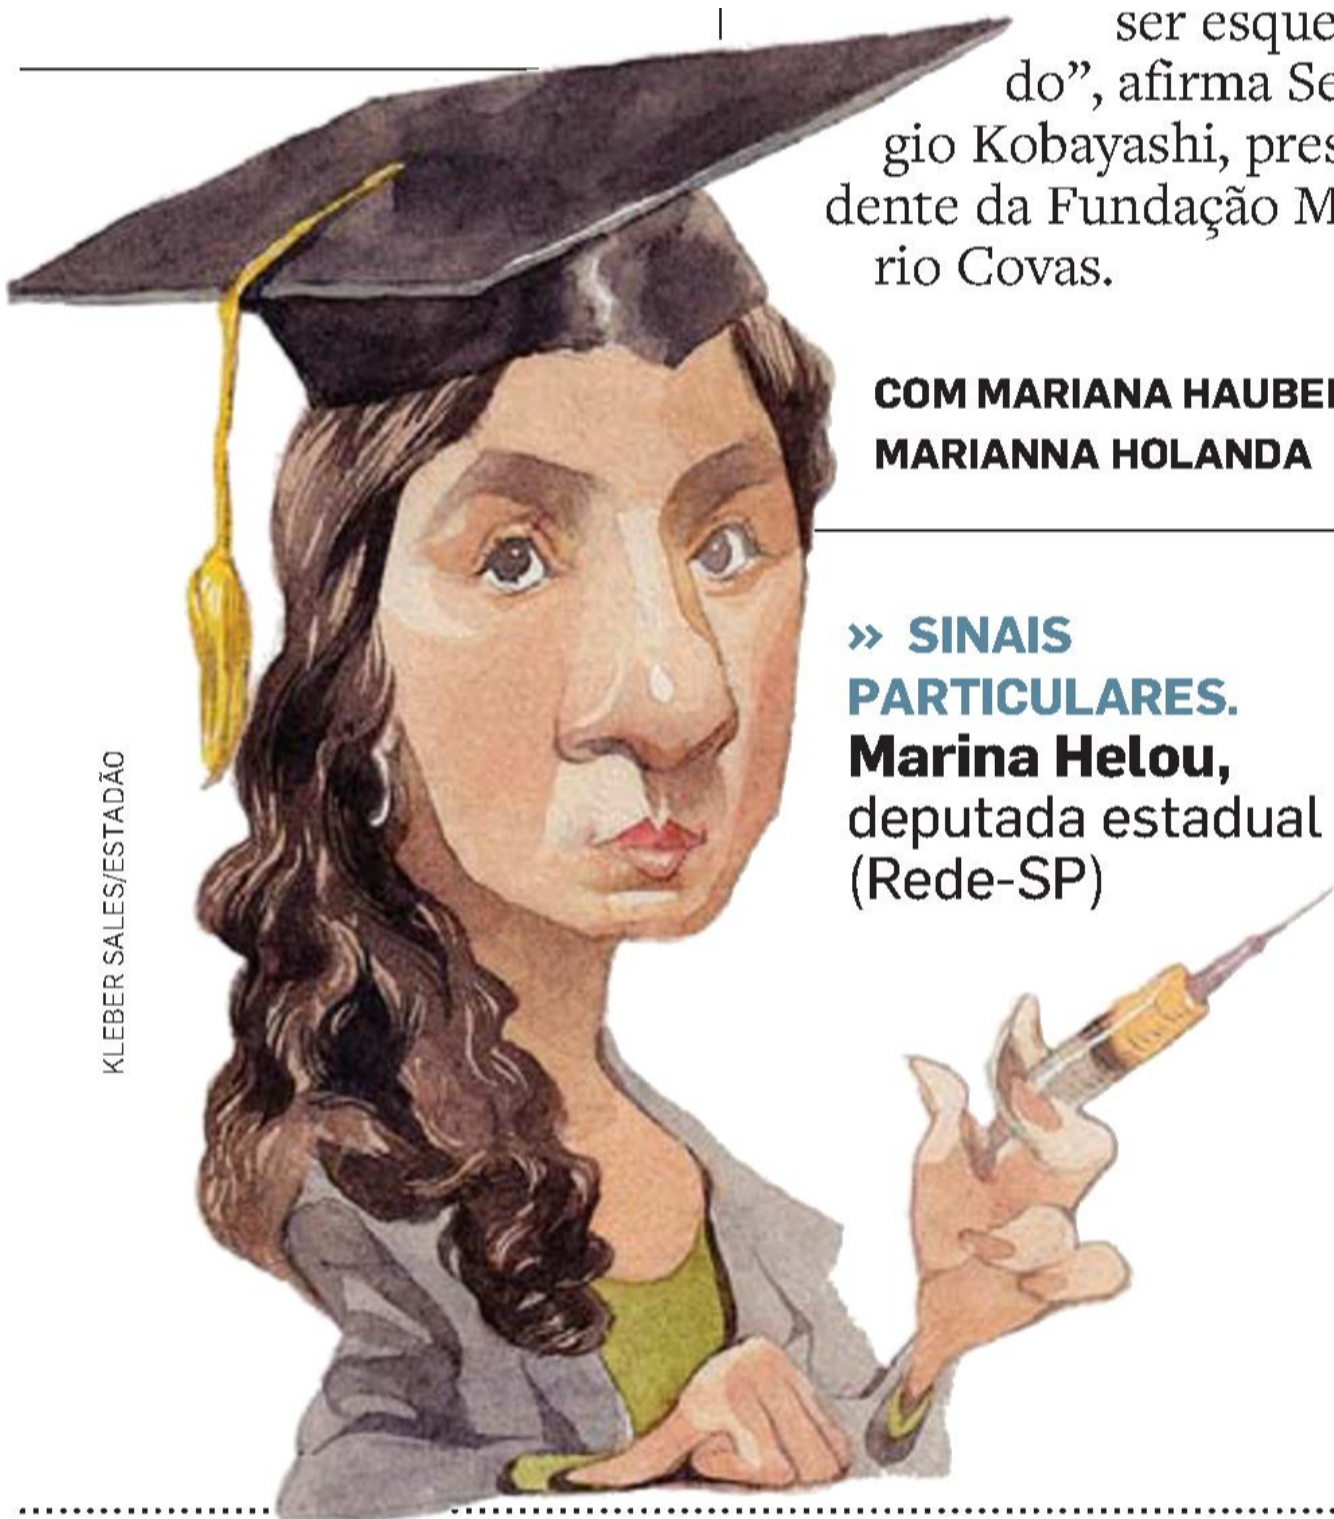 ser esque
do”, afirma Se
gio Kobayashi, pres
dente da Fundação M
rio Covas.
COM MARIANA HAUBE
MARIANNA HOLANDA
» SINAIS
PARTICULARES.
Marina Helou,
deputada estadual
(Rede-SP)
KLEBER SALES/ESTADÃO